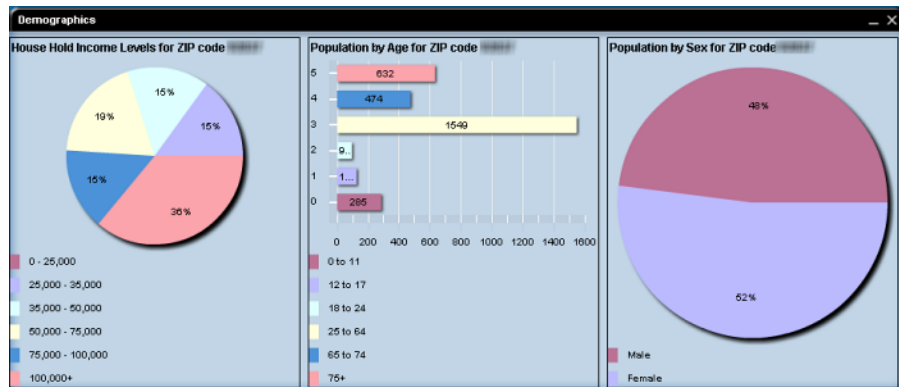 Demographics
House Hold Income Levels for ZIP code
15%
19%
15%
15%
36%
0 - 25,000
25,000 - 35,000
35,000 - 50,000
50,000 - 75,000
75,000 - 100,000
100,000+
Population by Age for ZIP code
5 632
4 474
3 1549
2 9..
1 1...
0 285
0 200 400 600 800 1000 1200 1400 1600
0 to 11
12 to 17
18 to 24
25 to 64
65 to 74
75+
Population by Sex for ZIP code
48%
52%
Male
Female